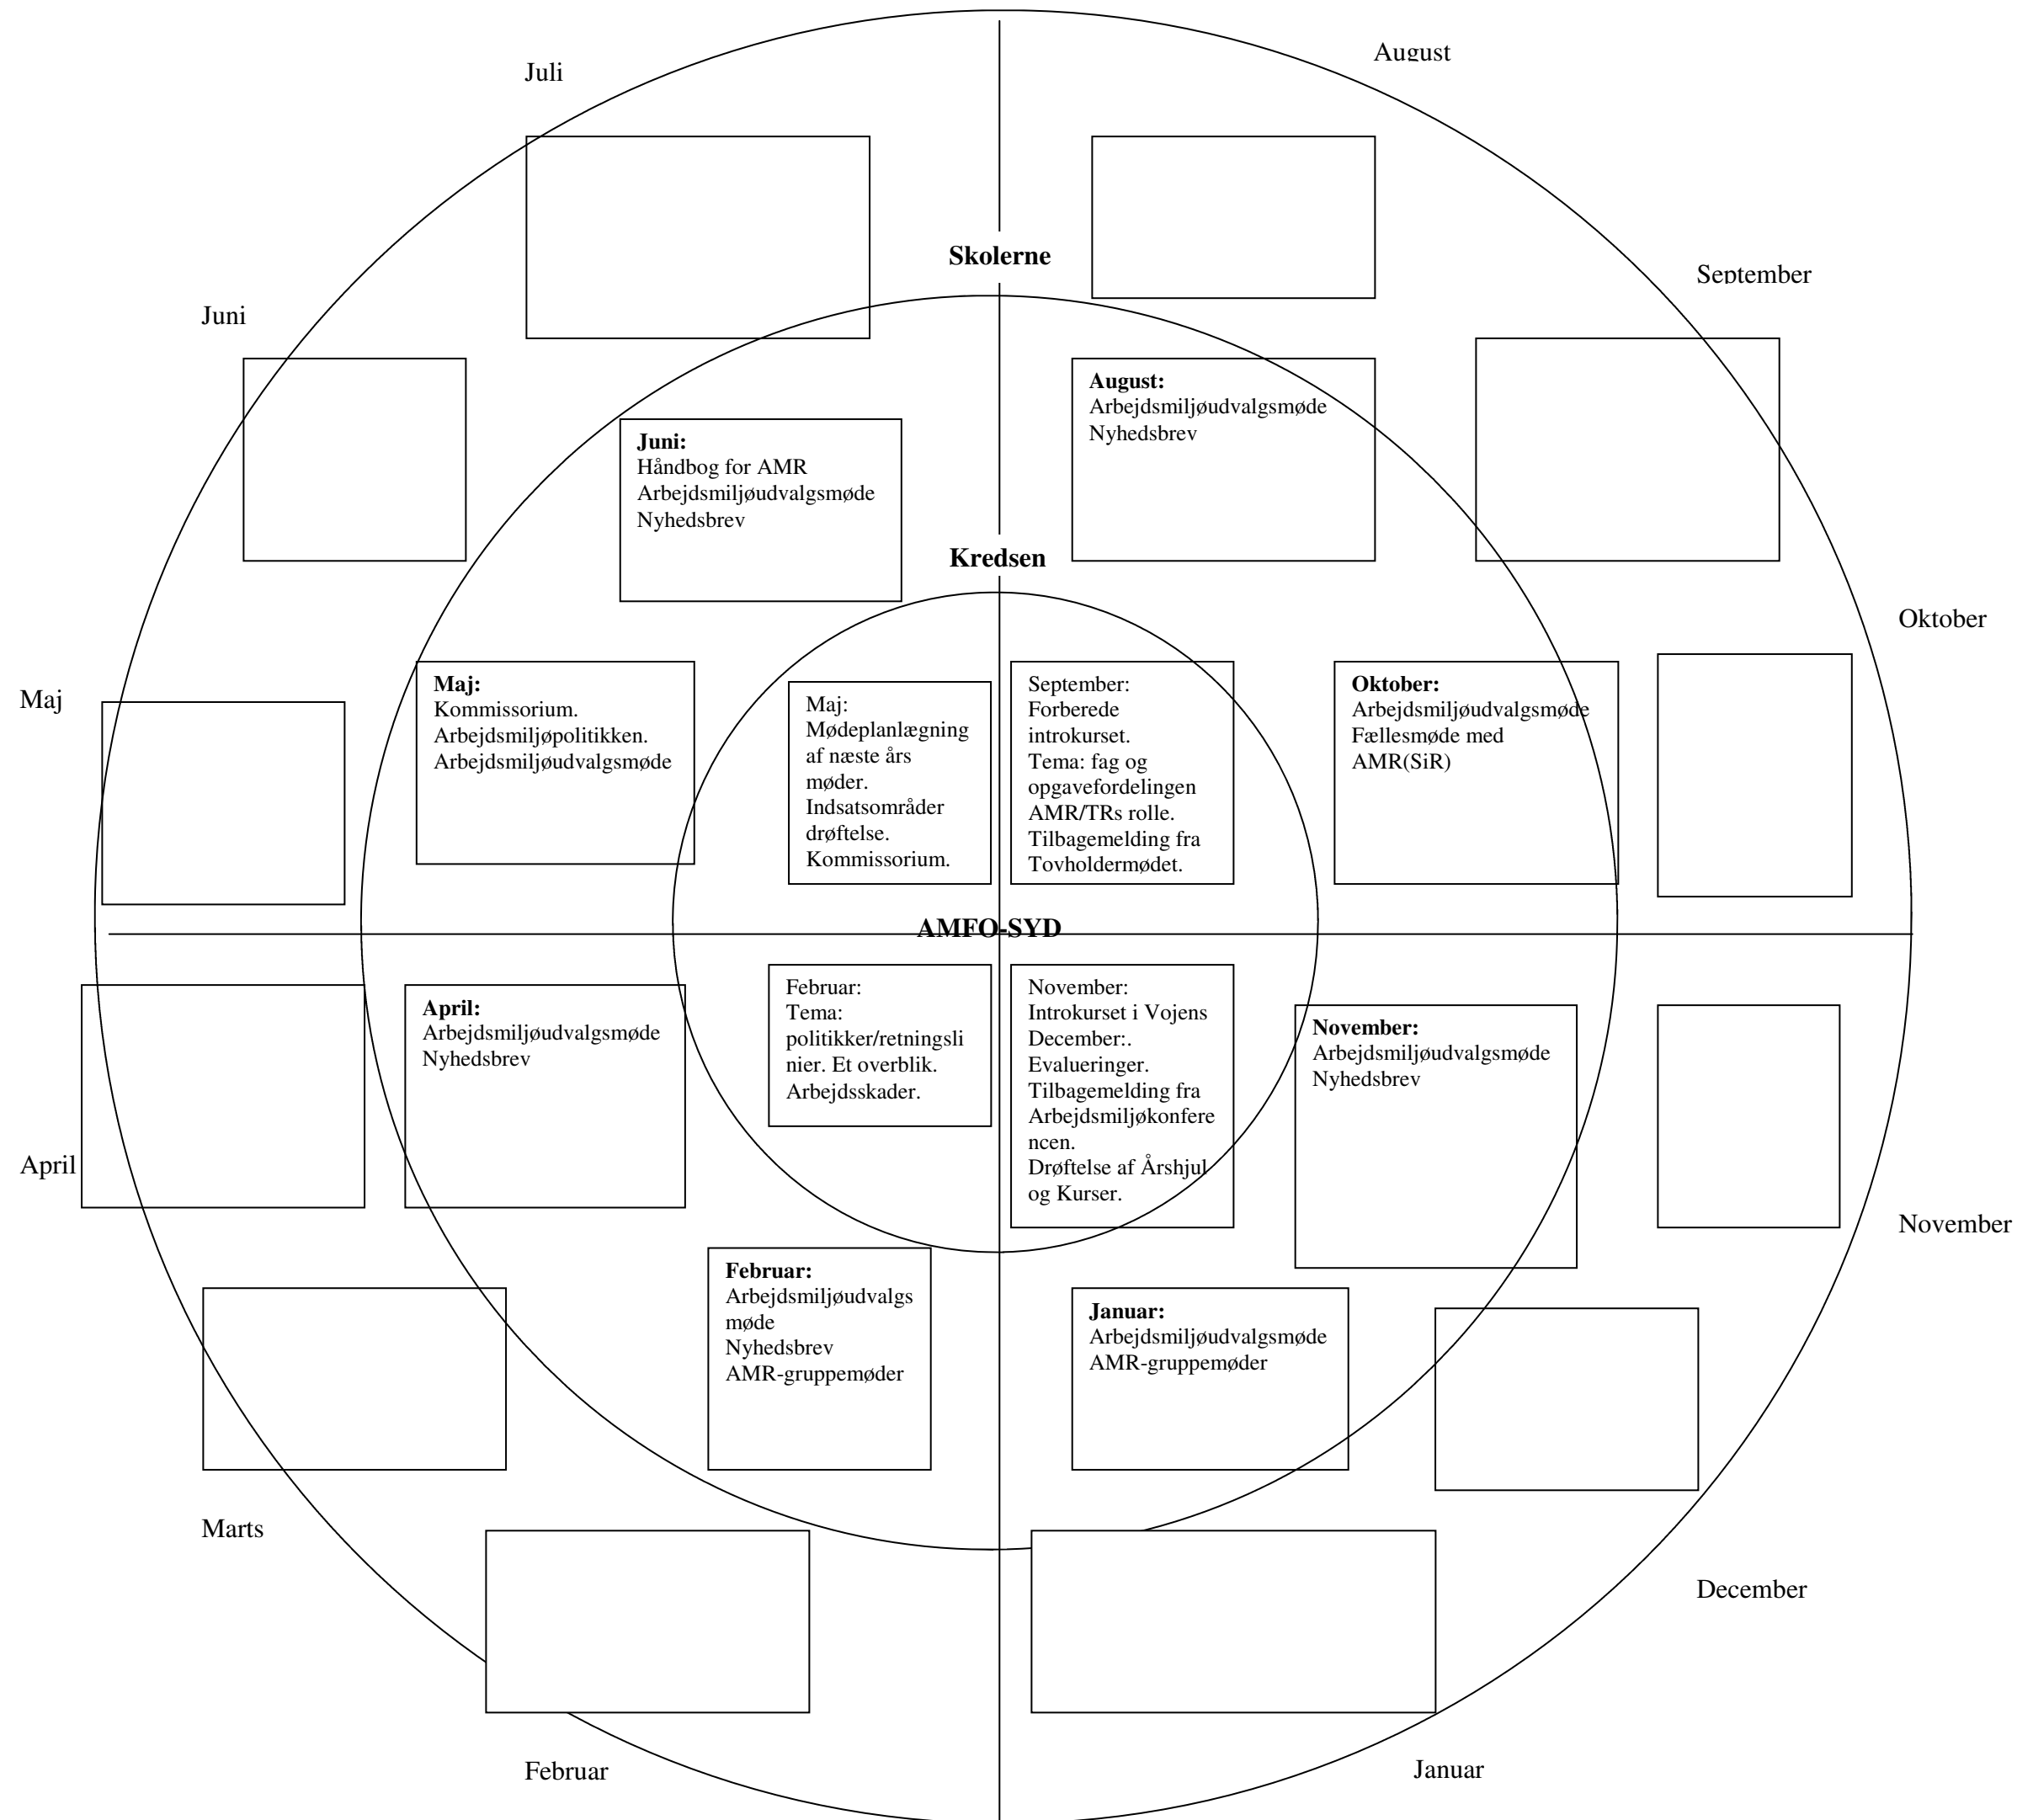 August
Juli
Skolerne
September
Juni
August:
Arbejdsmiljøudvalgsmøde
Nyhedsbrev
Juni:
Håndbog for AMR
Arbejdsmiljøudvalgsmøde
Nyhedsbrev
Kredsen
Oktober
Maj
Maj:
Kommissorium.
Arbejdsmiljøpolitikken.
Arbejdsmiljøudvalgsmøde
Maj:
Mødeplanlægning
af næste års
møder.
Indsatsområder
drøftelse.
Kommissorium.
September:
Forberede
introkurset.
Tema: fag og
opgavefordelingen
AMR/TRs rolle.
Tilbagemelding fra
Tovholdermødet.
Oktober:
Arbejdsmiljøudvalgsmøde
Fællesmøde med
AMR(SiR)
AMFO-SYD
April:
Arbejdsmiljøudvalgsmøde
Nyhedsbrev
Februar:
Tema:
politikker/retningsli
nier. Et overblik.
Arbejdsskader.
November:
Introkurset i Vojens
December:.
Evalueringer.
Tilbagemelding fra
Arbejdsmiljøkonfere
ncen.
Drøftelse af Årshjul
og Kurser.
November:
Arbejdsmiljøudvalgsmøde
Nyhedsbrev
April
November
Februar:
Arbejdsmiljøudvalgs
møde
Nyhedsbrev
AMR-gruppemøder
Januar:
Arbejdsmiljøudvalgsmøde
AMR-gruppemøder
Marts
December
Februar
Januar